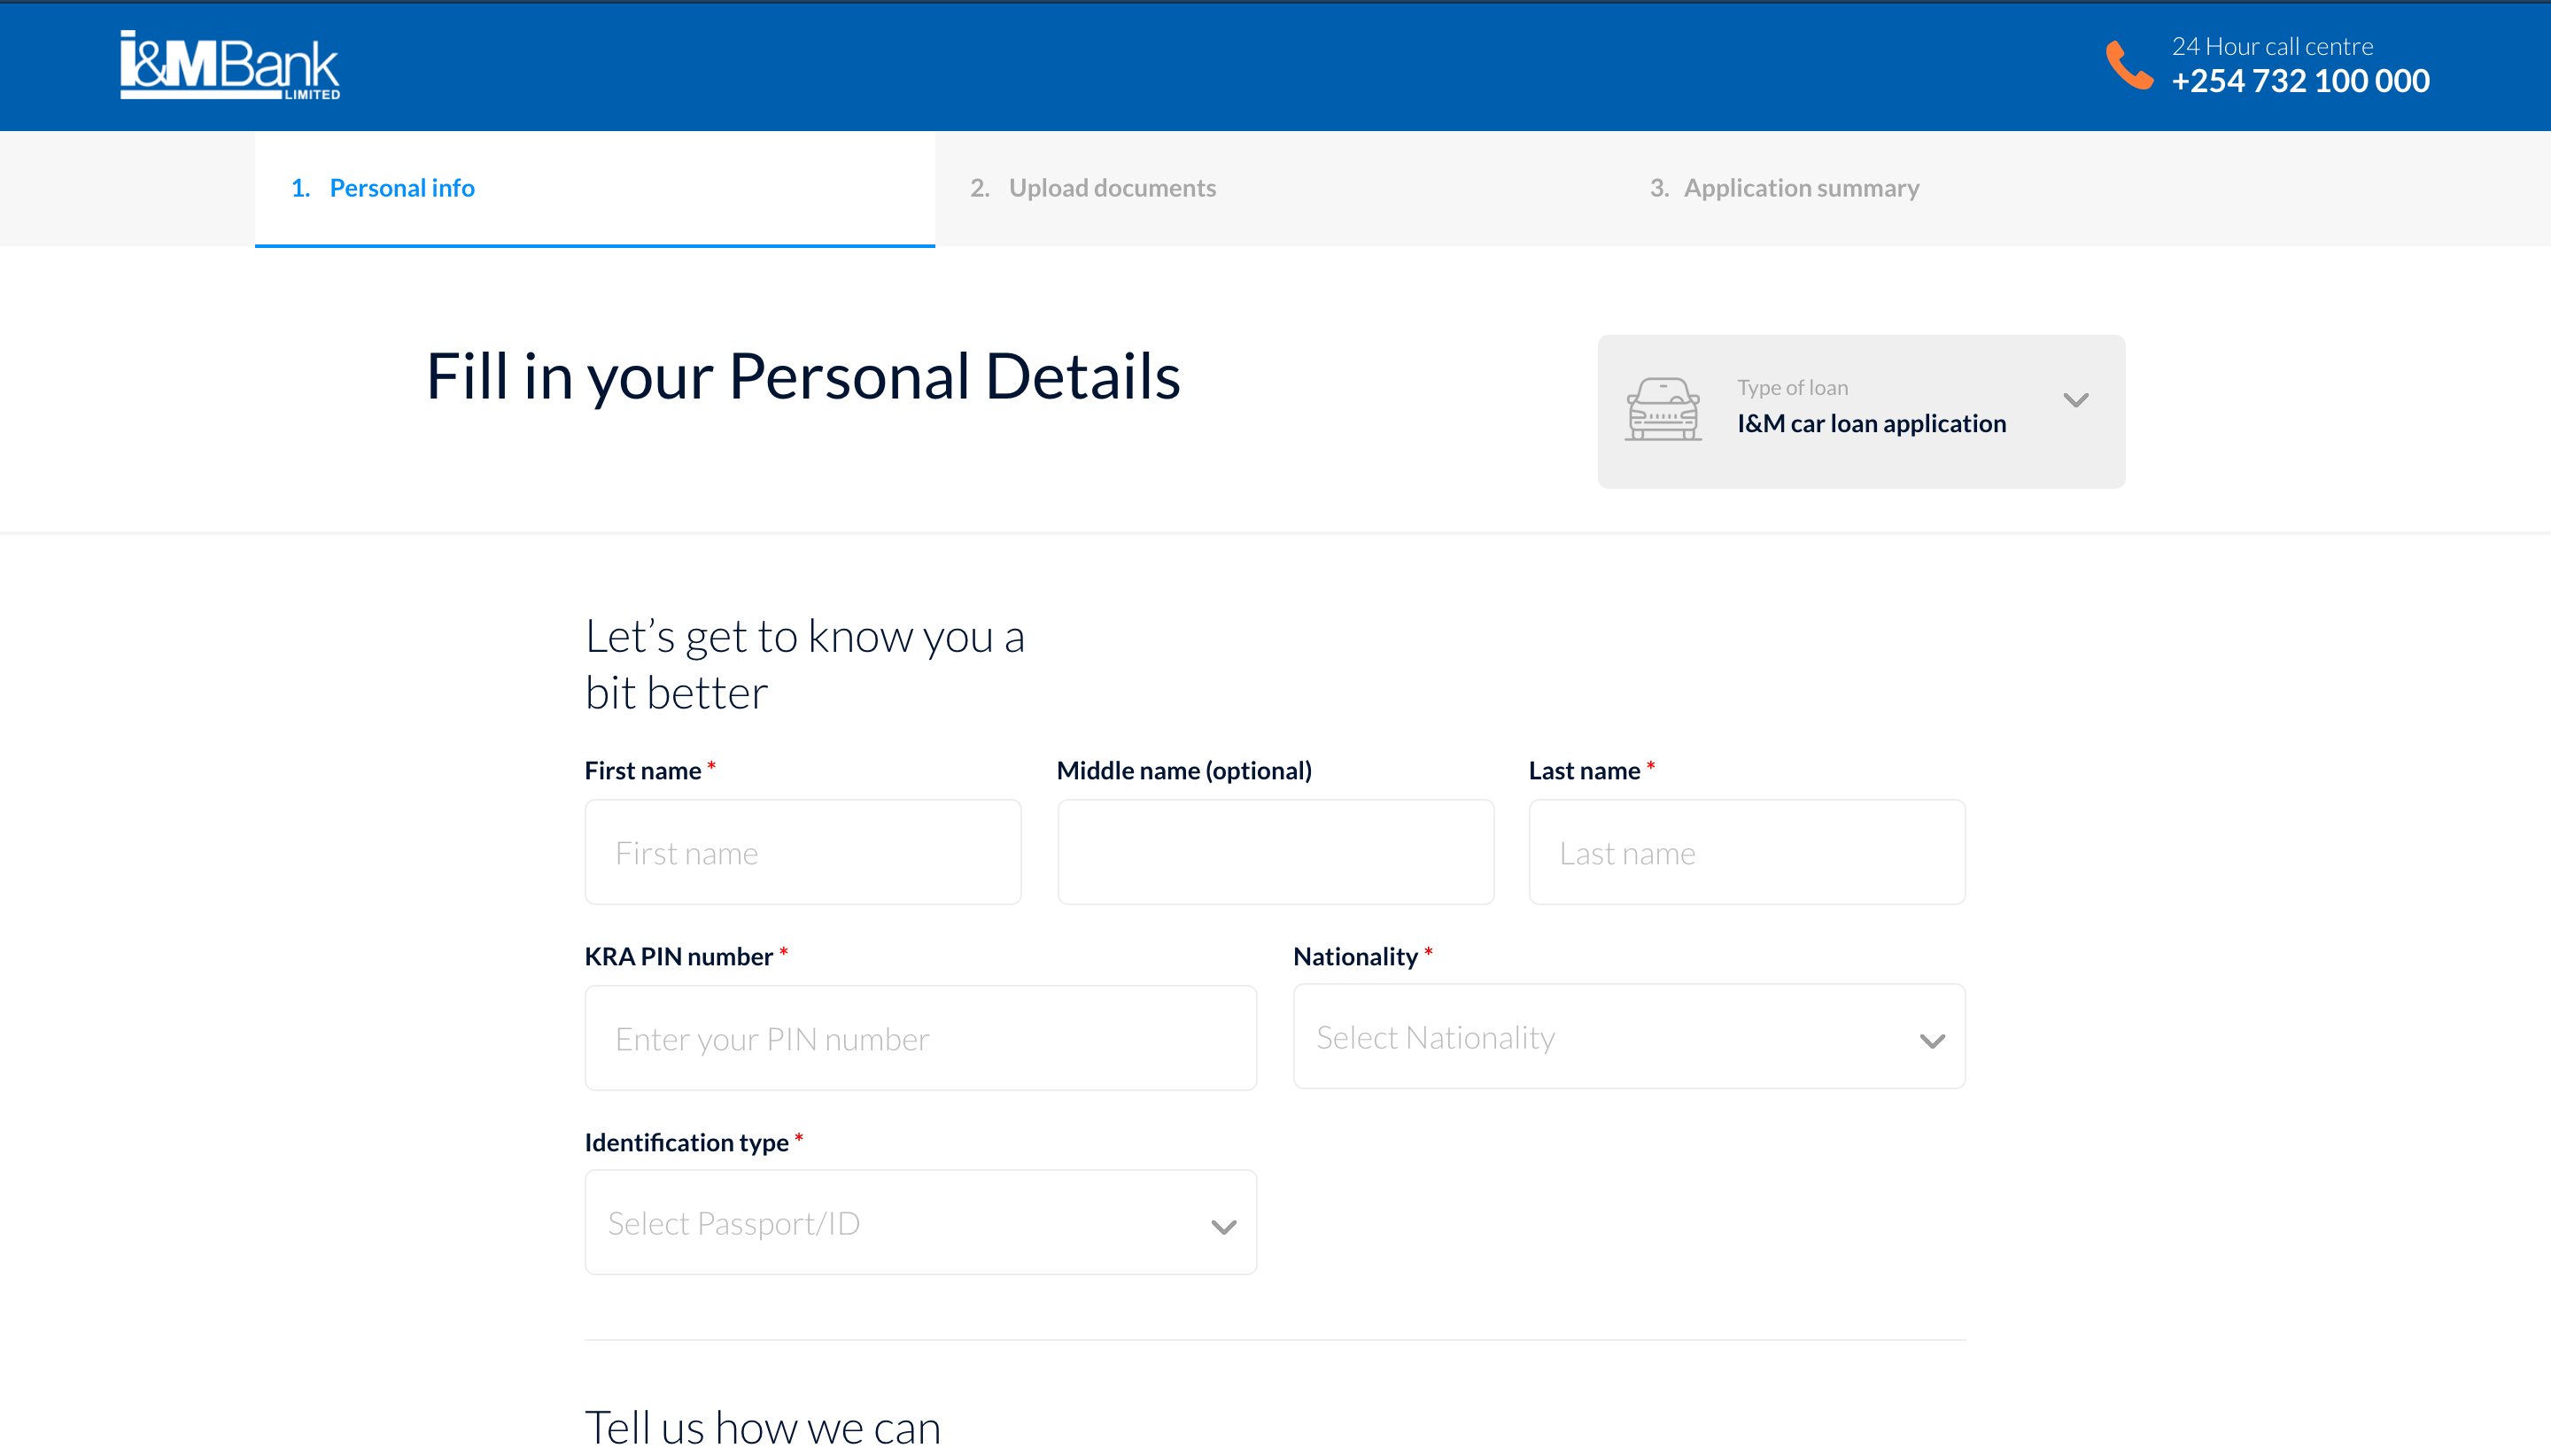 i&MBank
LIMITED
24 Hour call centre
+254 732 100 000
1. Personal info
2. Upload documents
3. Application summary
Fill in your Personal Details
Type of loan
I&M car loan application
Let’s get to know you a
bit better
First name *
Middle name (optional)
Last name *
First name
Last name
KRA PIN number *
Nationality *
Enter your PIN number
Select Nationality
Identification type *
Select Passport/ID
Tell us how we can